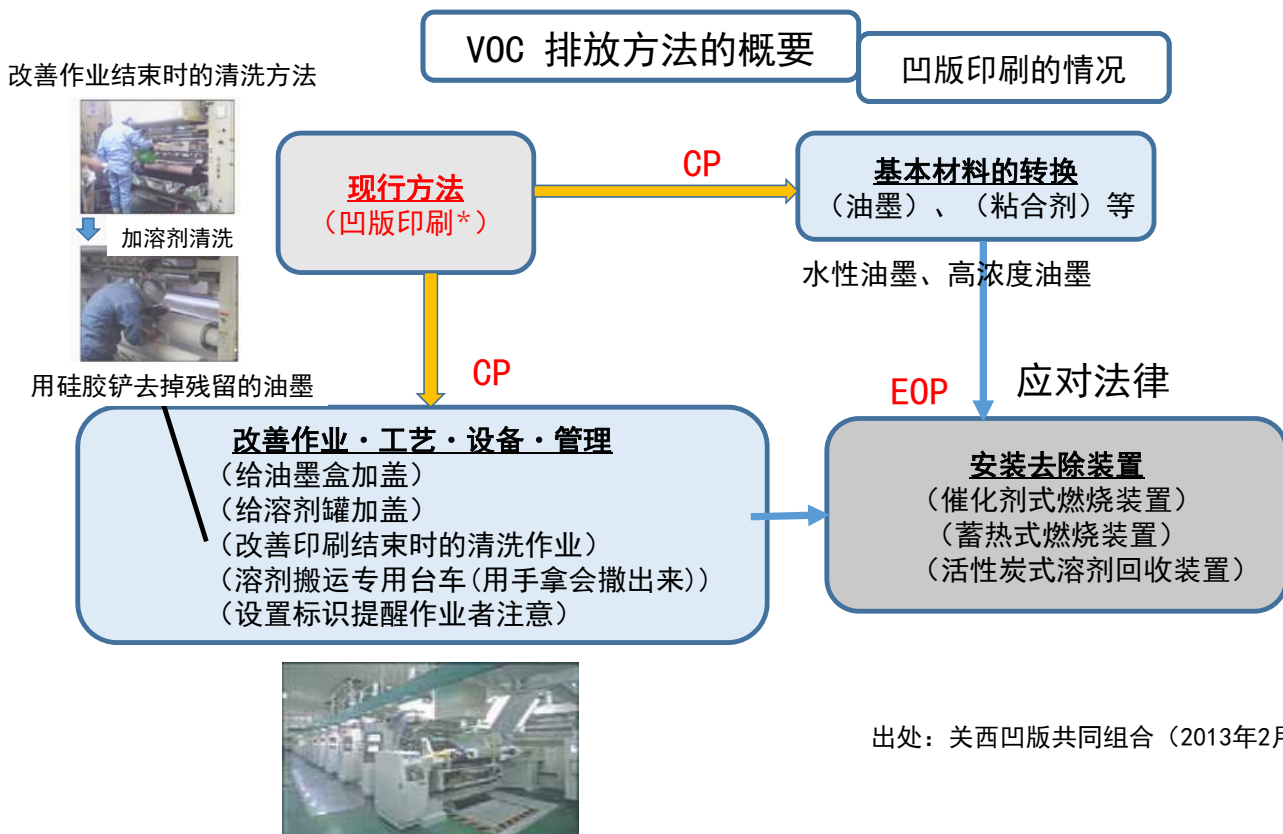 VOC 排放方法的概要
凹版印刷的情况
改善作业结束时的清洗方法
加溶剂清洗
用硅胶铲去掉残留的油墨
现行方法
（凹版印刷*）
CP
基本材料的转换
（油墨）、（粘合剂）等
水性油墨、高浓度油墨
CP
EOP
应对法律
改善作业・工艺・设备・管理
（给油墨盒加盖）
（给溶剂罐加盖）
（改善印刷结束时的清洗作业）
（溶剂搬运专用台车(用手拿会撒出来)）
（设置标识提醒作业者注意）
安装去除装置
（催化剂式燃烧装置）
（蓄热式燃烧装置）
（活性炭式溶剂回收装置）
出处：关西凹版共同组合（2013年2月